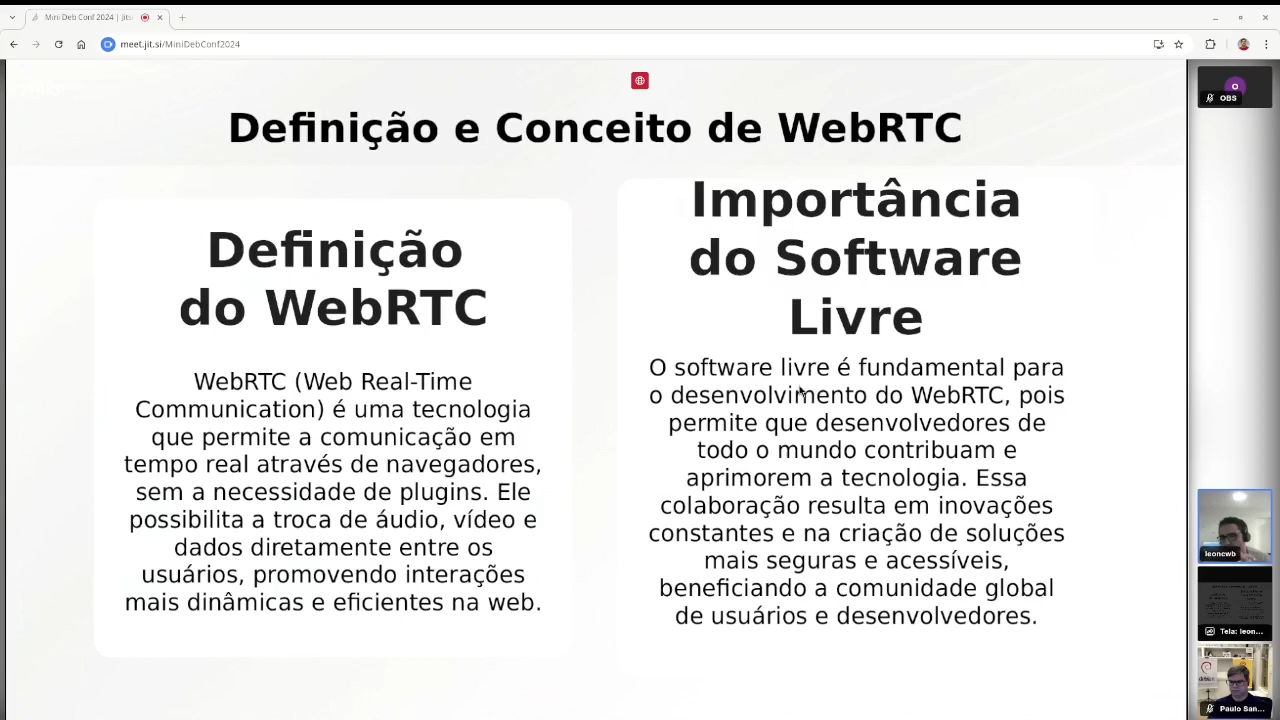 Mini Deb Conf 2024 | Jits
meet.jit.si/MiniDebConf2024
Definição e Conceito de WebRTC
Definição
do WebRTC
WebRTC (Web Real-Time
Communication) é uma tecnologia
que permite a comunicação em
tempo real através de navegadores,
sem a necessidade de plugins. Ele
possibilita a troca de áudio, vídeo e
dados diretamente entre os
usuários, promovendo interações
mais dinâmicas e eficientes na web.
Importância
do Software
Livre
O software livre é fundamental para
o desenvolvimento do WebRTC, pois
permite que desenvolvedores de
todo o mundo contribuam e
aprimorem a tecnologia. Essa
colaboração resulta em inovações
constantes e na criação de soluções
mais seguras e acessíveis,
beneficiando a comunidade global
de usuários e desenvolvedores.
O
OBS
leoncwb
Tela: leon...
debian
Paulo San...